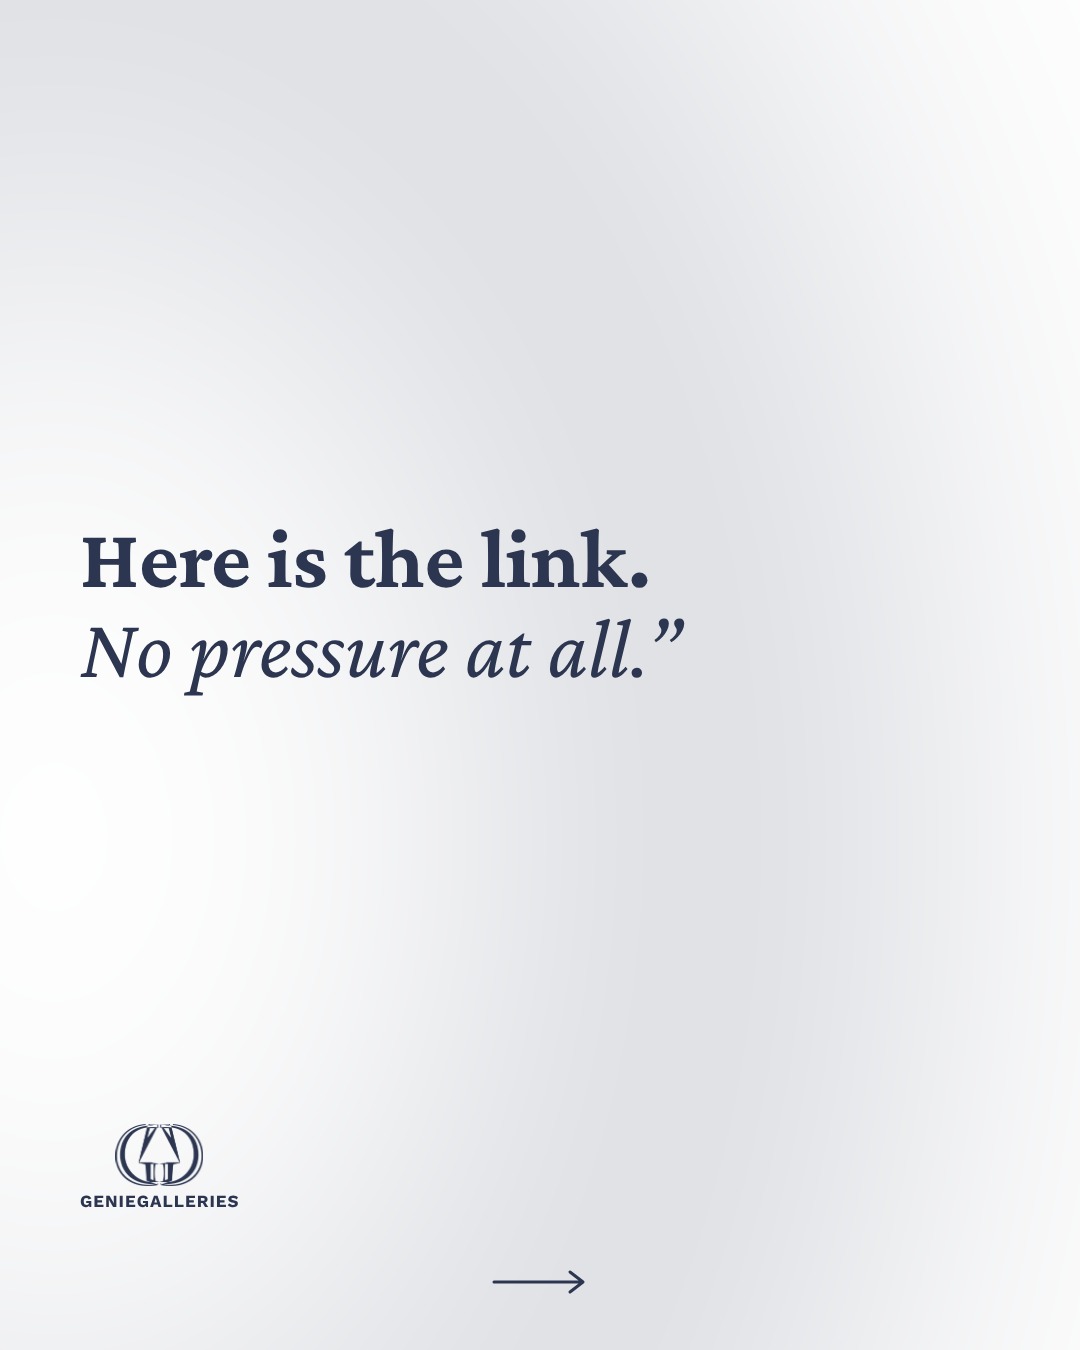 Here is the link.
No pressure at all.”
GENIEGALLERIES